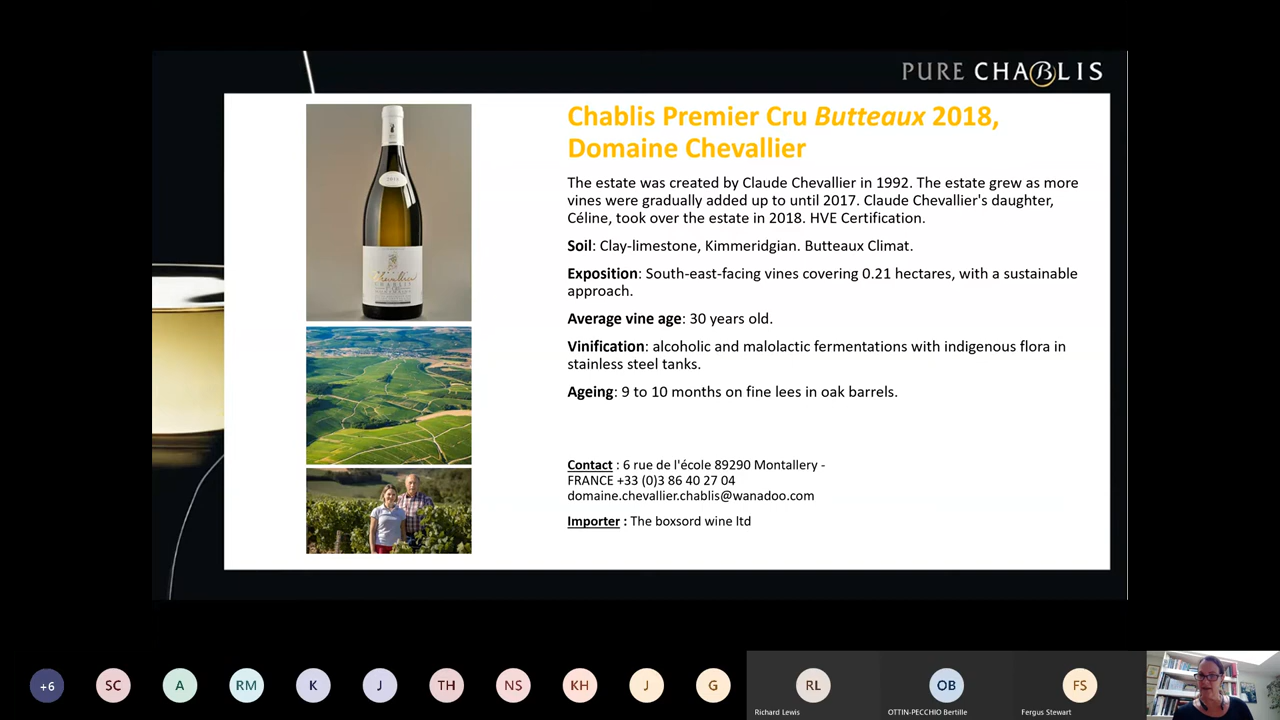 PURE CHABLIS
Chablis Premier Cru Butteaux 2018,
Domaine Chevallier
The estate was created by Claude Chevallier in 1992. The estate grew as more
vines were gradually added up to until 2017. Claude Chevallier's daughter,
Céline, took over the estate in 2018. HVE Certification.
Soil: Clay-limestone, Kimmeridgian. Butteaux Climat.
Exposition: South-east-facing vines covering 0.21 hectares, with a sustainable
approach.
Average vine age: 30 years old.
Vinification: alcoholic and malolactic fermentations with indigenous flora in
stainless steel tanks.
Ageing: 9 to 10 months on fine lees in oak barrels.
Contact : 6 rue de l'école 89290 Montallery -
FRANCE +33 (0)3 86 40 27 04
domaine.chevallier.chablis@wanadoo.com
Importer : The boxsord wine ltd
Chevallier
CHABLIS
+6 SC A RM K J TH NS KH J G RL OB FS
Richard Lewis OTTIN-PECCHIO Bertille Fergus Stewart